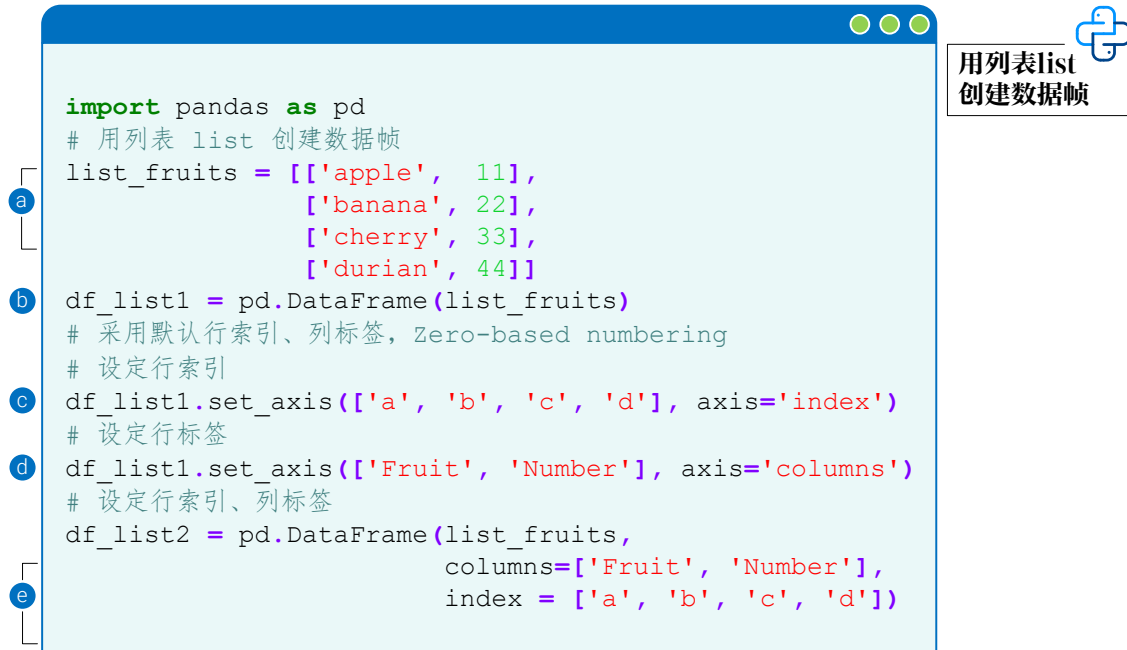 用列表list
创建数据帧
import pandas as pd
# 用列表 list 创建数据帧
a
list_fruits = [['apple',  11],
               ['banana', 22],
               ['cherry', 33],
               ['durian', 44]]
b
df_list1 = pd.DataFrame(list_fruits)
# 采用默认行索引、列标签，Zero-based numbering
# 设定行索引
c
df_list1.set_axis(['a', 'b', 'c', 'd'], axis='index')
# 设定行标签
d
df_list1.set_axis(['Fruit', 'Number'], axis='columns')
# 设定行索引、列标签
e
df_list2 = pd.DataFrame(list_fruits,
                        columns=['Fruit', 'Number'],
                        index = ['a', 'b', 'c', 'd'])